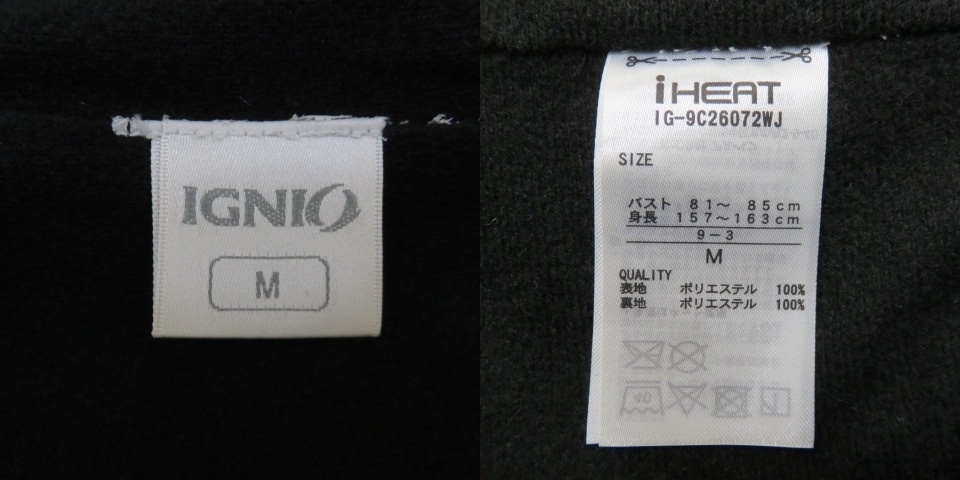 IGNIO
M
iHEAT
IG-9C26072WJ
SIZE
バスト 81～ 85cm
身長 157～163cm
9－3
M
QUALITY
表地 ポリエステル 100%
裏地 ポリエステル 100%
40